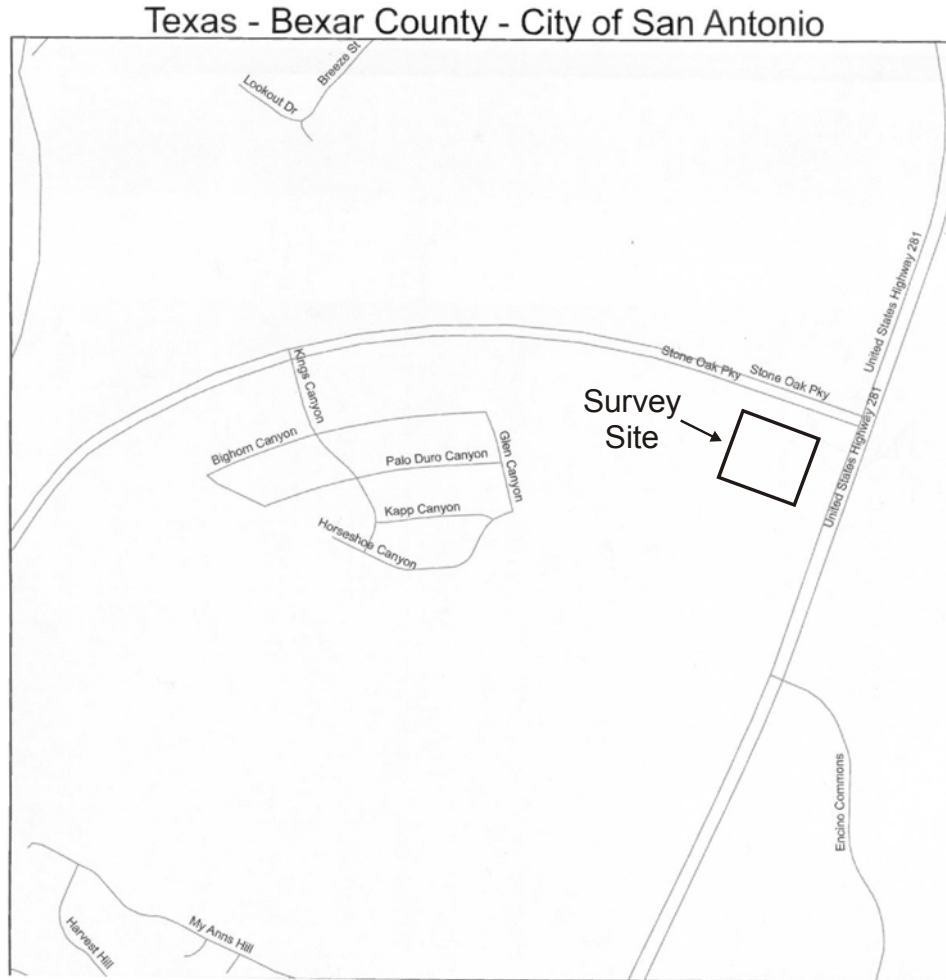 Texas - Bexar County - City of San Antonio
Breeze St
Lookout Dr
United States Highway 281
Stone Oak Pky
Stone Oak Pky
Kings Canyon
United States Highway 281
Survey
Site
Bighorn Canyon
Glen Canyon
Palo Duro Canyon
Kapp Canyon
Horseshoe Canyon
Encino Commons
My Anns Hill
Harvest Hill